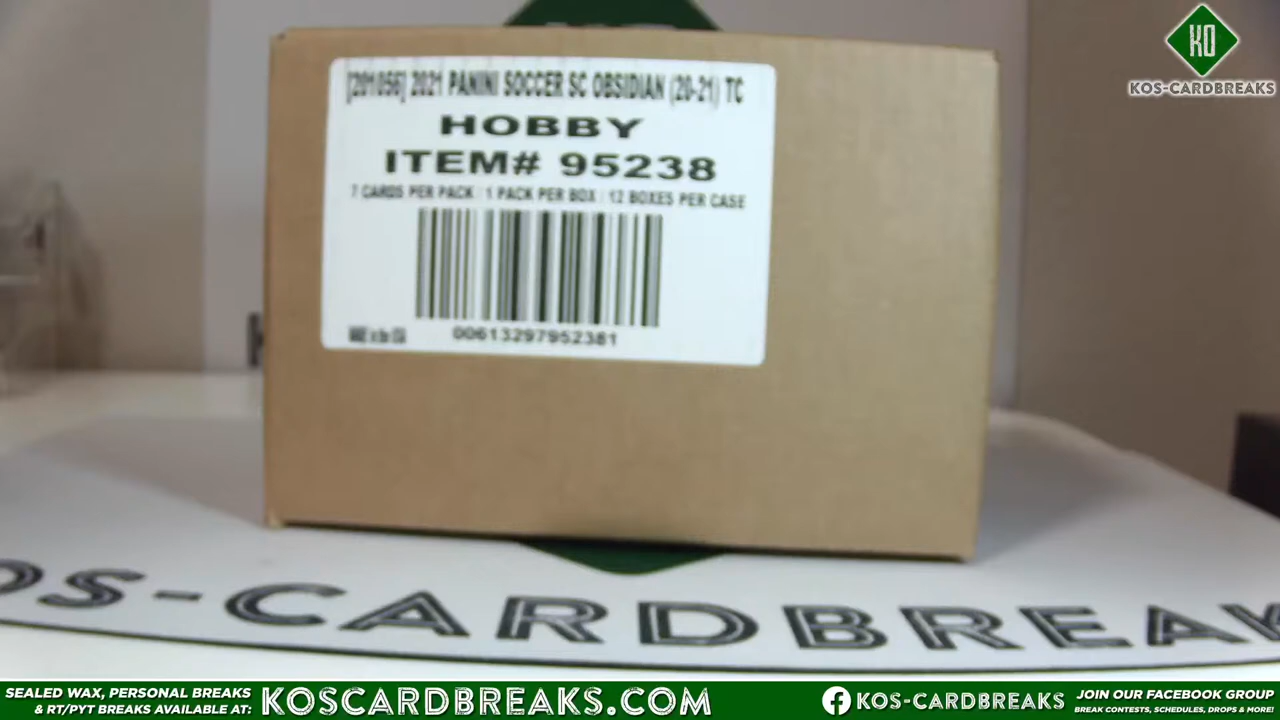 KO
KOS-CARDBREAKS
[201056] 2021 PANINI SOCCER SC OBSIDIAN (20-21) TC
HOBBY
ITEM# 95238
7 CARDS PER PACK | 1 PACK PER BOX | 12 BOXES PER CASE
00613297952381
OS-CARDBREAK
SEALED WAX, PERSONAL BREAKS
& RT/PYT BREAKS AVAILABLE AT:
KOSCARDBREAKS.COM
KOS-CARDBREAKS
JOIN OUR FACEBOOK GROUP
BREAK CONTESTS, SCHEDULES, DROPS & MORE!